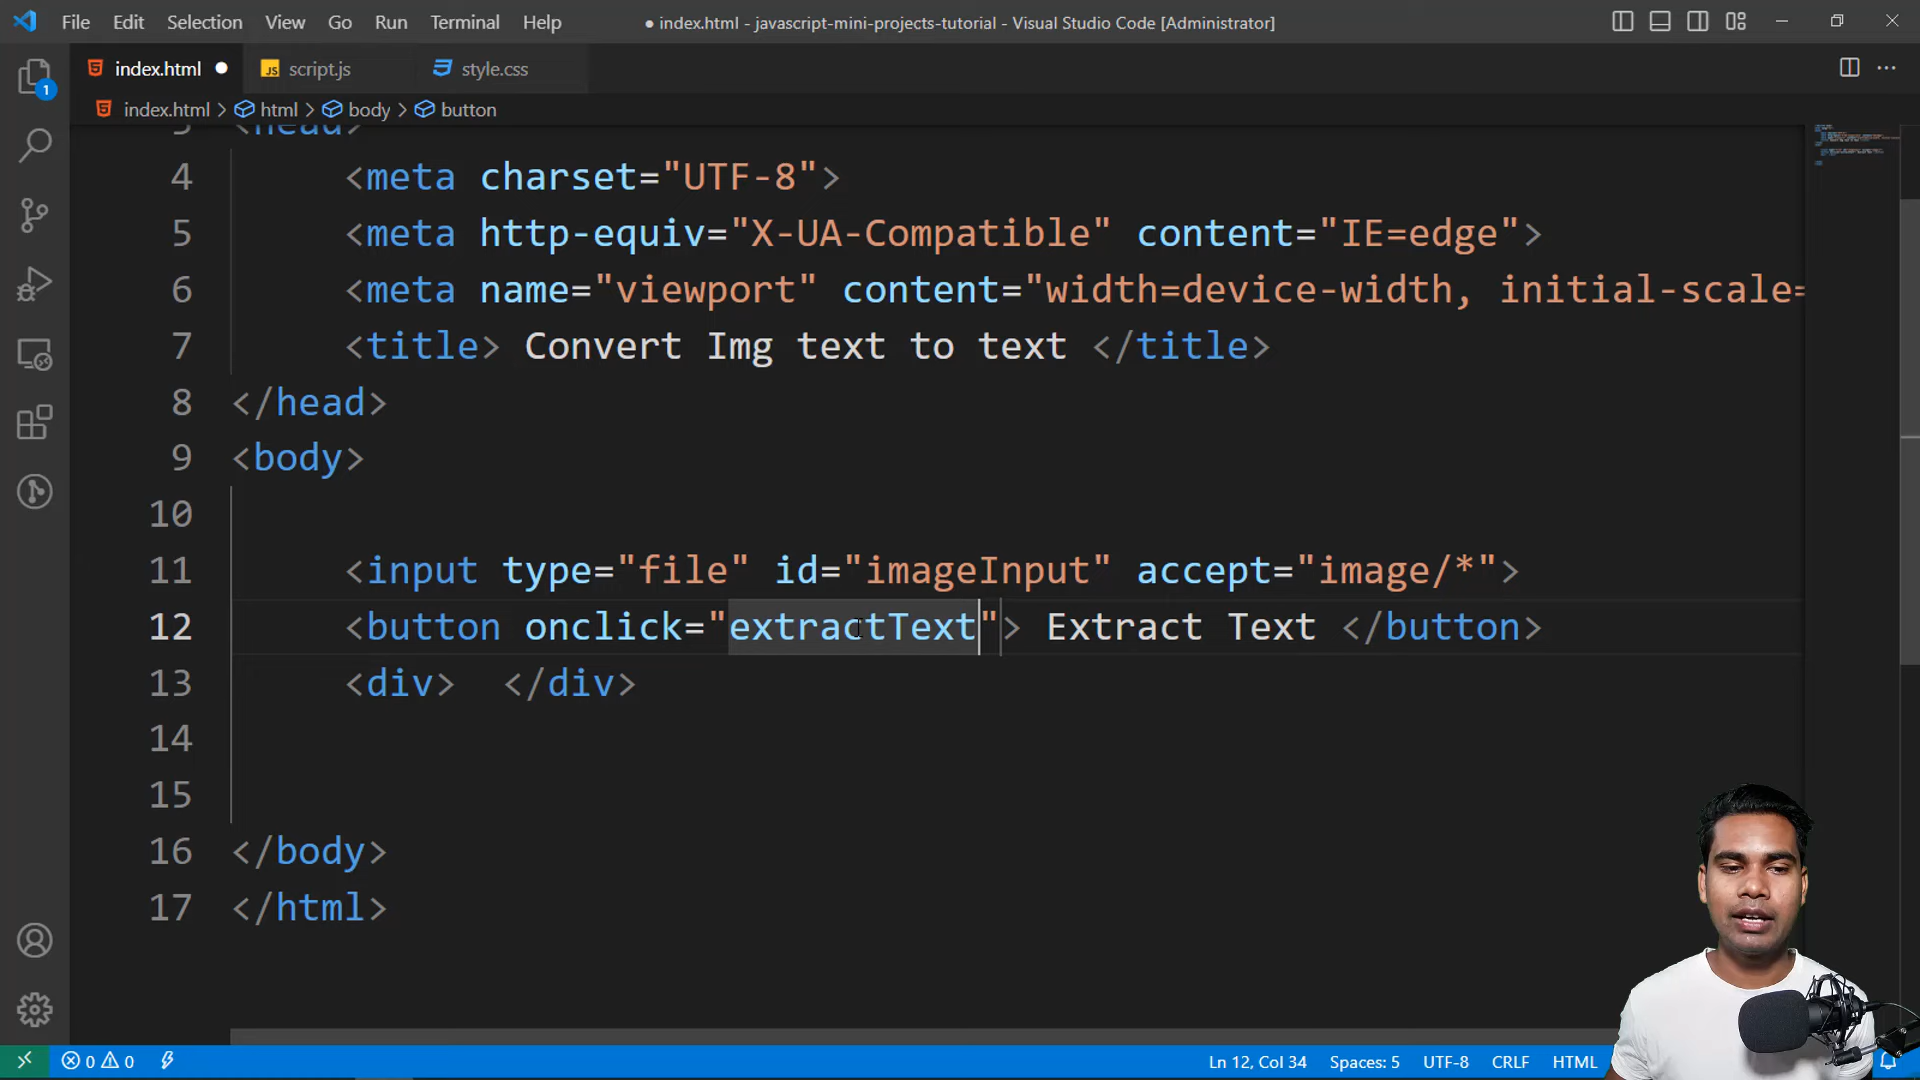 File Edit Selection View Go Run Terminal Help ● index.html - javascript-mini-projects-tutorial - Visual Studio Code [Administrator]
index.html ● JS script.js style.css
index.html > html > body > button
1
3 <head>
4 <meta charset="UTF-8">
5 <meta http-equiv="X-UA-Compatible" content="IE=edge">
6 <meta name="viewport" content="width=device-width, initial-scale=
7 <title> Convert Img text to text </title>
8 </head>
9 <body>
10
11 <input type="file" id="imageInput" accept="image/*">
12 <button onclick="extractText"> Extract Text </button>
13 <div>  </div>
14
15
16 </body>
17 </html>
0 0 Ln 12, Col 34 Spaces: 5 UTF-8 CRLF HTML